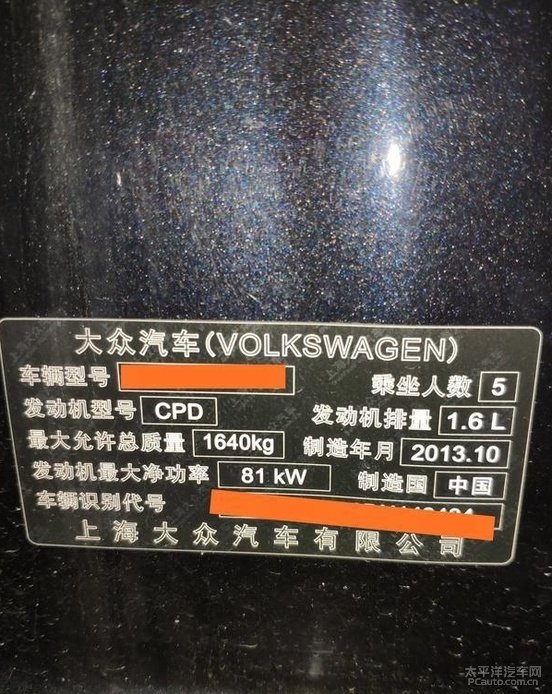 大众汽车(VOLKSWAGEN)
车辆型号 乘坐人数 5
发动机型号 CPD 发动机排量 1.6 L
最大允许总质量 1640kg 制造年月 2013.10
发动机最大净功率 81 kW 制造国 中国
车辆识别代号
上海大众汽车有限公司
太平洋汽车网
PCauto.com.cn